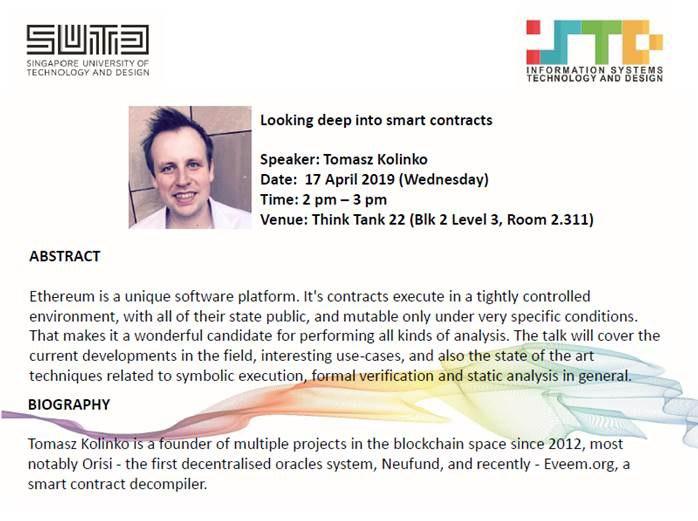 SUTD
SINGAPORE UNIVERSITY OF
TECHNOLOGY AND DESIGN
ISTD
INFORMATION SYSTEMS
TECHNOLOGY AND DESIGN
Looking deep into smart contracts
Speaker: Tomasz Kolinko
Date: 17 April 2019 (Wednesday)
Time: 2 pm – 3 pm
Venue: Think Tank 22 (Blk 2 Level 3, Room 2.311)
ABSTRACT
Ethereum is a unique software platform. It's contracts execute in a tightly controlled
environment, with all of their state public, and mutable only under very specific conditions.
That makes it a wonderful candidate for performing all kinds of analysis. The talk will cover the
current developments in the field, interesting use-cases, and also the state of the art
techniques related to symbolic execution, formal verification and static analysis in general.
BIOGRAPHY
Tomasz Kolinko is a founder of multiple projects in the blockchain space since 2012, most
notably Orisi - the first decentralised oracles system, Neufund, and recently - Eveem.org, a
smart contract decompiler.